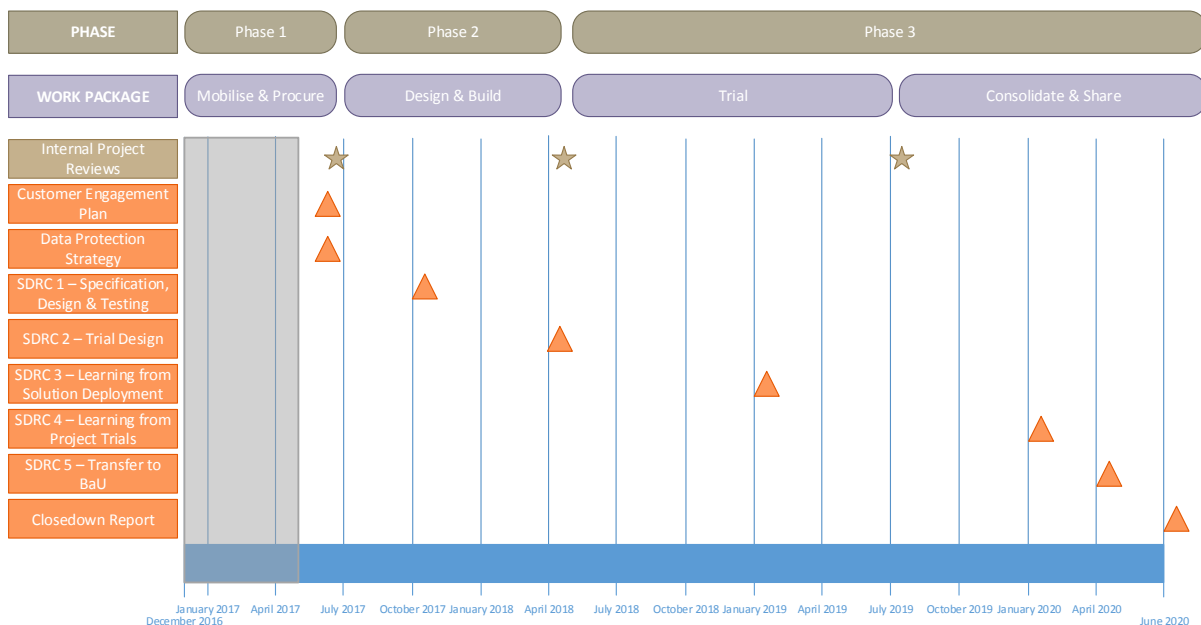 PHASE
Phase 1
Phase 2
Phase 3
WORK PACKAGE
Mobilise & Procure
Design & Build
Trial
Consolidate & Share
Internal Project
Reviews
Customer Engagement
Plan
Data Protection
Strategy
SDRC 1 – Specification,
Design & Testing
SDRC 2 – Trial Design
SDRC 3 – Learning from
Solution Deployment
SDRC 4 – Learning from
Project Trials
SDRC 5 – Transfer to
BaU
Closedown Report
January 2017
April 2017
July 2017
October 2017
January 2018
April 2018
July 2018
October 2018
January 2019
April 2019
July 2019
October 2019
January 2020
April 2020
December 2016
June 2020